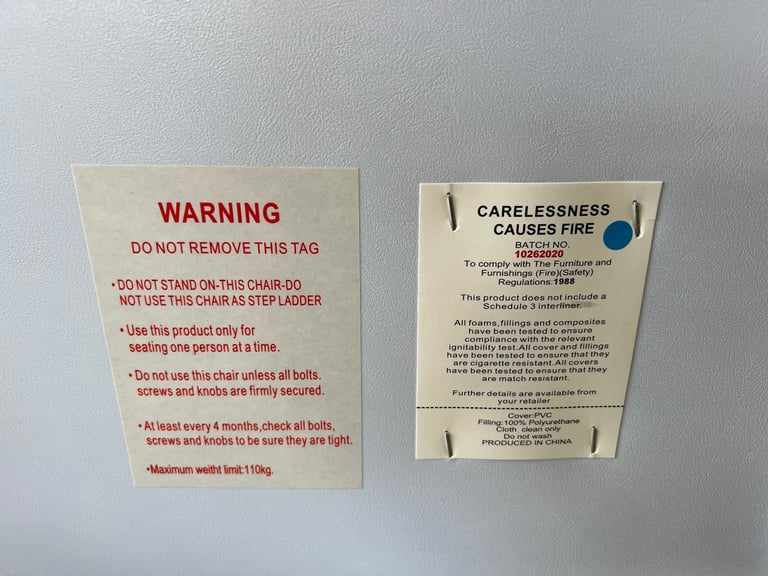 WARNING
DO NOT REMOVE THIS TAG
•DO NOT STAND ON-THIS CHAIR-DO
NOT USE THIS CHAIR AS STEP LADDER
•Use this product only for
seating one person at a time.
•Do not use this chair unless all bolts.
screws and knobs are firmly secured.
•At least every 4 months,check all bolts,
screws and knobs to be sure they are tight.
•Maximum weitht limit:110kg.
CARELESSNESS
CAUSES FIRE
BATCH NO.
10262020
To comply with The Furniture and
Furnishings (Fire)(Safety)
Regulations:1988
This product does not include a
Schedule 3 interliner.
All foams,fillings and composites
have been tested to ensure
compliance with the relevant
ignitability test.All cover and fillings
have been tested to ensure that they
are cigarette resistant.All covers
have been tested to ensure that they
are match resistant.
Further details are available from
your retailer
Cover:PVC
Filling:100% Polyurethane
Cloth clean only
Do not wash
PRODUCED IN CHINA